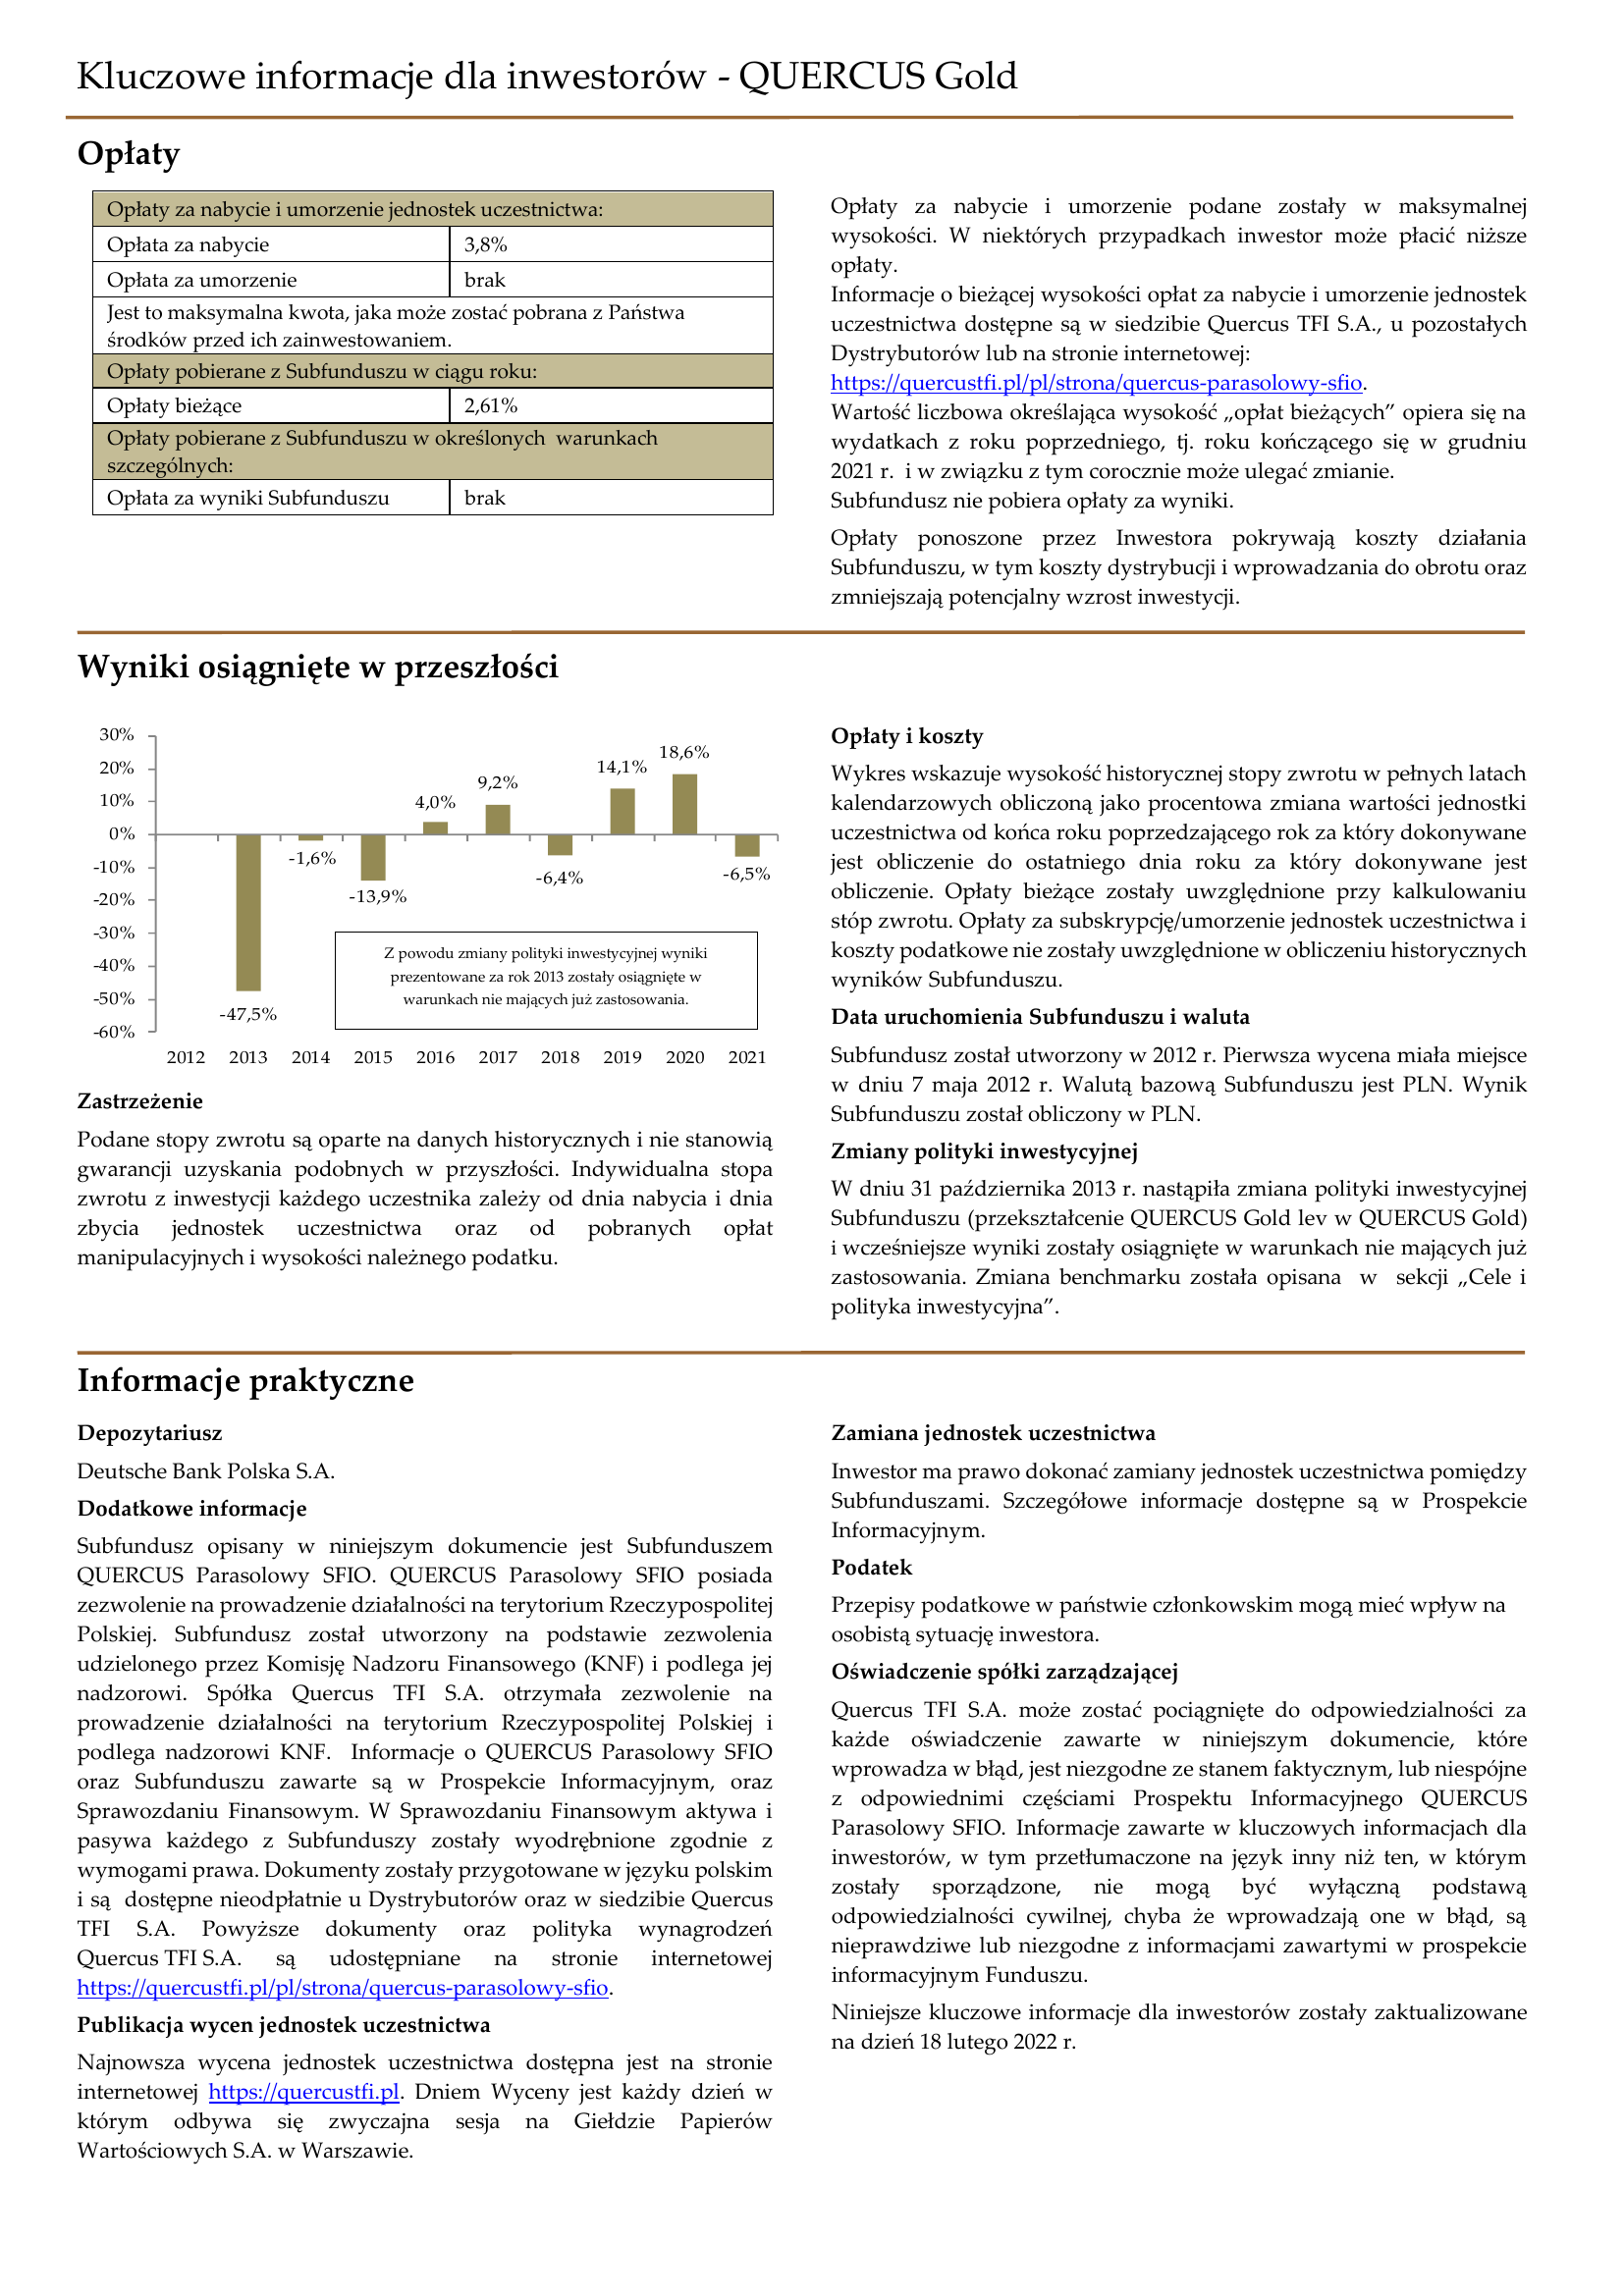 Kluczowe informacje dla inwestorów - QUERCUS Gold
Opłaty
Opłaty za nabycie i umorzenie jednostek uczestnictwa:
Opłata za nabycie 3,8%
Opłata za umorzenie brak
Jest to maksymalna kwota, jaka może zostać pobrana z Państwa
środków przed ich zainwestowaniem.
Opłaty pobierane z Subfunduszu w ciągu roku:
Opłaty bieżące 2,61%
Opłaty pobierane z Subfunduszu w określonych warunkach
szczególnych:
Opłata za wyniki Subfunduszu brak
Opłaty za nabycie i umorzenie podane zostały w maksymalnej
wysokości. W niektórych przypadkach inwestor może płacić niższe
opłaty.
Informacje o bieżącej wysokości opłat za nabycie i umorzenie jednostek
uczestnictwa dostępne są w siedzibie Quercus TFI S.A., u pozostałych
Dystrybutorów lub na stronie internetowej:
https://quercustfi.pl/pl/strona/quercus-parasolowy-sfio.
Wartość liczbowa określająca wysokość „opłat bieżących” opiera się na
wydatkach z roku poprzedniego, tj. roku kończącego się w grudniu
2021 r. i w związku z tym corocznie może ulegać zmianie.
Subfundusz nie pobiera opłaty za wyniki.
Opłaty ponoszone przez Inwestora pokrywają koszty działania
Subfunduszu, w tym koszty dystrybucji i wprowadzania do obrotu oraz
zmniejszają potencjalny wzrost inwestycji.
Wyniki osiągnięte w przeszłości
30%
20%
10%
0%
-10%
-20%
-30%
-40%
-50%
-60%
-47,5%
-1,6%
-13,9%
4,0%
9,2%
-6,4%
14,1%
18,6%
-6,5%
Z powodu zmiany polityki inwestycyjnej wyniki
prezentowane za rok 2013 zostały osiągnięte w
warunkach nie mających już zastosowania.
2012 2013 2014 2015 2016 2017 2018 2019 2020 2021
Zastrzeżenie
Podane stopy zwrotu są oparte na danych historycznych i nie stanowią
gwarancji uzyskania podobnych w przyszłości. Indywidualna stopa
zwrotu z inwestycji każdego uczestnika zależy od dnia nabycia i dnia
zbycia jednostek uczestnictwa oraz od pobranych opłat
manipulacyjnych i wysokości należnego podatku.
Opłaty i koszty
Wykres wskazuje wysokość historycznej stopy zwrotu w pełnych latach
kalendarzowych obliczoną jako procentowa zmiana wartości jednostki
uczestnictwa od końca roku poprzedzającego rok za który dokonywane
jest obliczenie do ostatniego dnia roku za który dokonywane jest
obliczenie. Opłaty bieżące zostały uwzględnione przy kalkulowaniu
stóp zwrotu. Opłaty za subskrypcję/umorzenie jednostek uczestnictwa i
koszty podatkowe nie zostały uwzględnione w obliczeniu historycznych
wyników Subfunduszu.
Data uruchomienia Subfunduszu i waluta
Subfundusz został utworzony w 2012 r. Pierwsza wycena miała miejsce
w dniu 7 maja 2012 r. Walutą bazową Subfunduszu jest PLN. Wynik
Subfunduszu został obliczony w PLN.
Zmiany polityki inwestycyjnej
W dniu 31 października 2013 r. nastąpiła zmiana polityki inwestycyjnej
Subfunduszu (przekształcenie QUERCUS Gold lev w QUERCUS Gold)
i wcześniejsze wyniki zostały osiągnięte w warunkach nie mających już
zastosowania. Zmiana benchmarku została opisana w sekcji „Cele i
polityka inwestycyjna”.
Informacje praktyczne
Depozytariusz
Deutsche Bank Polska S.A.
Dodatkowe informacje
Subfundusz opisany w niniejszym dokumencie jest Subfunduszem
QUERCUS Parasolowy SFIO. QUERCUS Parasolowy SFIO posiada
zezwolenie na prowadzenie działalności na terytorium Rzeczypospolitej
Polskiej. Subfundusz został utworzony na podstawie zezwolenia
udzielonego przez Komisję Nadzoru Finansowego (KNF) i podlega jej
nadzorowi. Spółka Quercus TFI S.A. otrzymała zezwolenie na
prowadzenie działalności na terytorium Rzeczypospolitej Polskiej i
podlega nadzorowi KNF. Informacje o QUERCUS Parasolowy SFIO
oraz Subfunduszu zawarte są w Prospekcie Informacyjnym, oraz
Sprawozdaniu Finansowym. W Sprawozdaniu Finansowym aktywa i
pasywa każdego z Subfunduszy zostały wyodrębnione zgodnie z
wymogami prawa. Dokumenty zostały przygotowane w języku polskim
i są dostępne nieodpłatnie u Dystrybutorów oraz w siedzibie Quercus
TFI S.A. Powyższe dokumenty oraz polityka wynagrodzeń
Quercus TFI S.A. są udostępniane na stronie internetowej
https://quercustfi.pl/pl/strona/quercus-parasolowy-sfio.
Publikacja wycen jednostek uczestnictwa
Najnowsza wycena jednostek uczestnictwa dostępna jest na stronie
internetowej https://quercustfi.pl. Dniem Wyceny jest każdy dzień w
którym odbywa się zwyczajna sesja na Giełdzie Papierów
Wartościowych S.A. w Warszawie.
Zamiana jednostek uczestnictwa
Inwestor ma prawo dokonać zamiany jednostek uczestnictwa pomiędzy
Subfunduszami. Szczegółowe informacje dostępne są w Prospekcie
Informacyjnym.
Podatek
Przepisy podatkowe w państwie członkowskim mogą mieć wpływ na
osobistą sytuację inwestora.
Oświadczenie spółki zarządzającej
Quercus TFI S.A. może zostać pociągnięte do odpowiedzialności za
każde oświadczenie zawarte w niniejszym dokumencie, które
wprowadza w błąd, jest niezgodne ze stanem faktycznym, lub niespójne
z odpowiednimi częściami Prospektu Informacyjnego QUERCUS
Parasolowy SFIO. Informacje zawarte w kluczowych informacjach dla
inwestorów, w tym przetłumaczone na język inny niż ten, w którym
zostały sporządzone, nie mogą być wyłączną podstawą
odpowiedzialności cywilnej, chyba że wprowadzają one w błąd, są
nieprawdziwe lub niezgodne z informacjami zawartymi w prospekcie
informacyjnym Funduszu.
Niniejsze kluczowe informacje dla inwestorów zostały zaktualizowane
na dzień 18 lutego 2022 r.